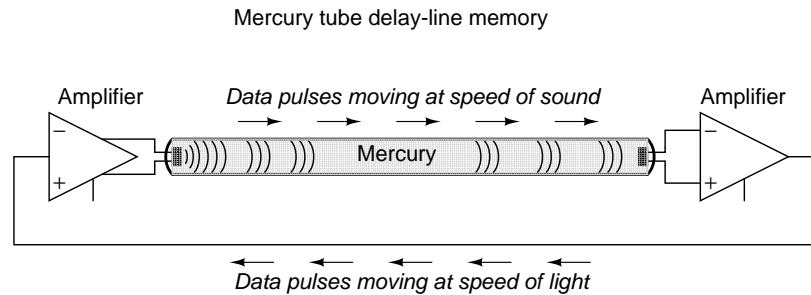 Mercury tube delay-line memory
Amplifier
Data pulses moving at speed of sound
Amplifier
Mercury
−
+
−
+
Data pulses moving at speed of light